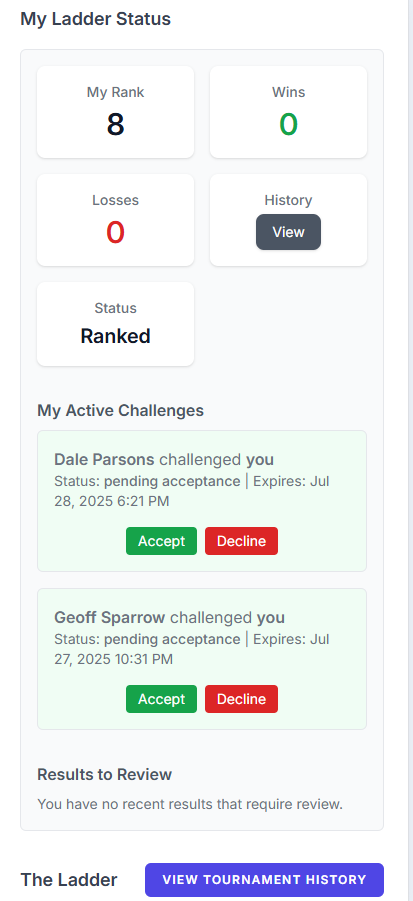 My Ladder Status
My Rank
8
Wins
0
Losses
0
History
View
Status
Ranked
My Active Challenges
Dale Parsons challenged you
Status: pending acceptance | Expires: Jul
28, 2025 6:21 PM
Accept
Decline
Geoff Sparrow challenged you
Status: pending acceptance | Expires: Jul
27, 2025 10:31 PM
Accept
Decline
Results to Review
You have no recent results that require review.
The Ladder
VIEW TOURNAMENT HISTORY